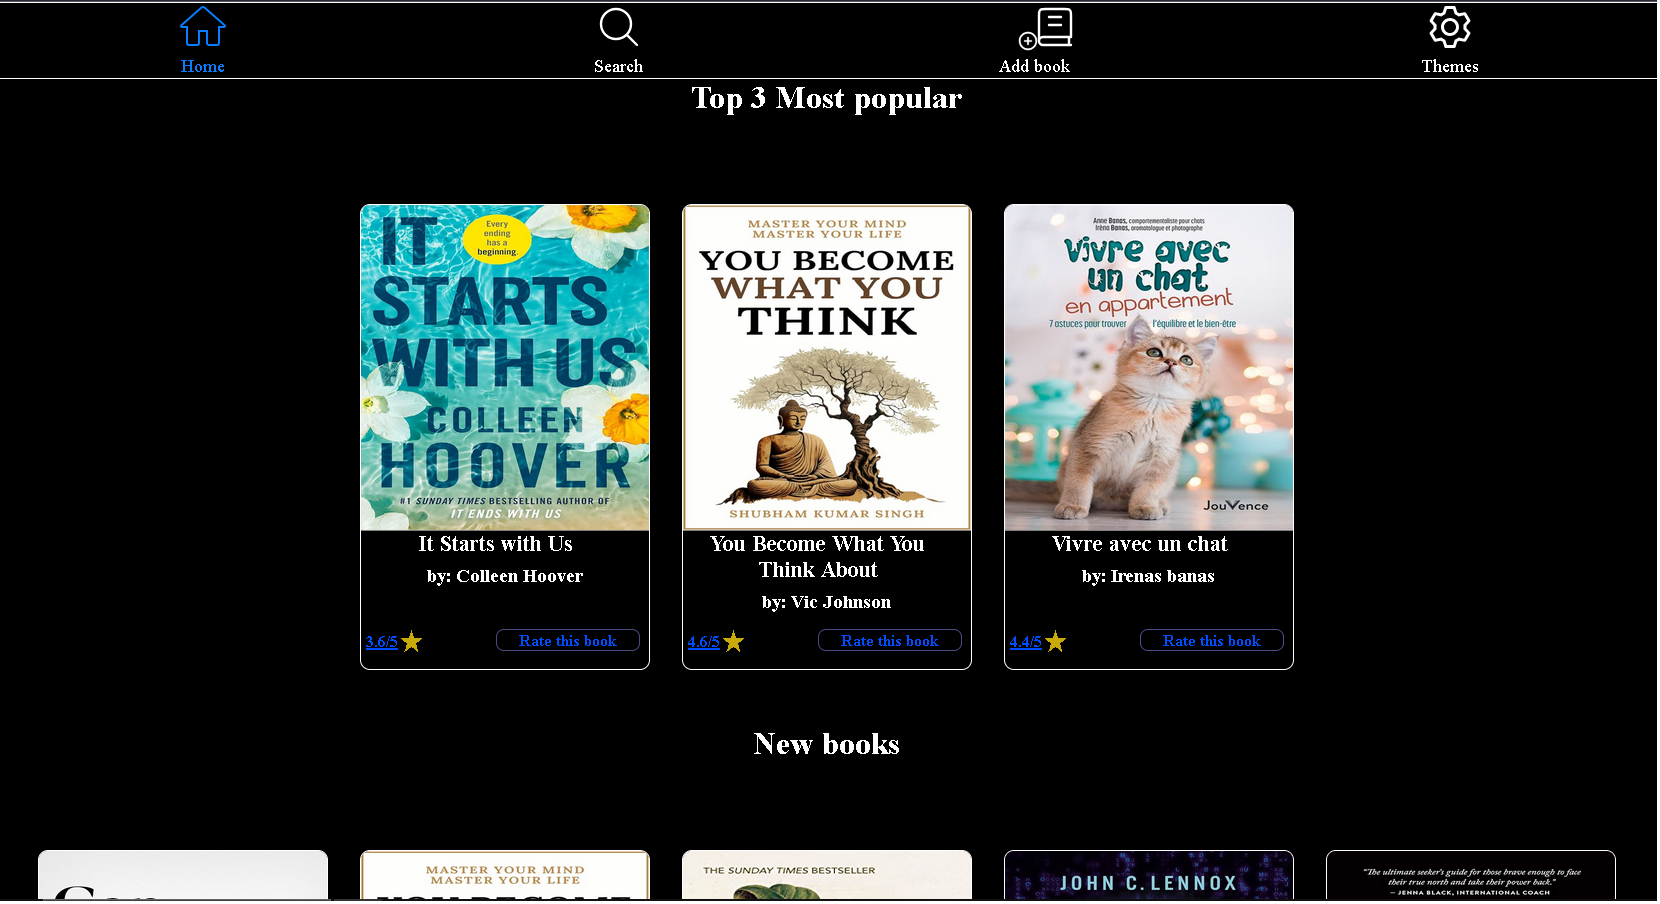 Home
Search
Add book
Themes
Top 3 Most popular
Every
ending
has a
beginning.
IT
STARTS
WITH US
COLLEEN
HOOVER
#1 SUNDAY TIMES BESTSELLING AUTHOR OF
IT ENDS WITH US
It Starts with Us
by: Colleen Hoover
3.6/5
Rate this book
MASTER YOUR MIND
MASTER YOUR LIFE
YOU BECOME
WHAT YOU
THINK
SHUBHAM KUMAR SINGH
You Become What You
Think About
by: Vic Johnson
4.6/5
Rate this book
Anne Banas, comportementaliste pour chats
Iréna Banas, aromatologue et photographe
vivre avec
un chat
en appartement
7 astuces pour trouver l'équilibre et le bien-être
Jouvence
Vivre avec un chat
by: Irenas banas
4.4/5
Rate this book
New books
MASTER YOUR MIND
MASTER YOUR LIFE
YOU BECOME
THE SUNDAY TIMES BESTSELLER
JOHN C. LENNOX
"The ultimate seeker's guide for those brave enough to face
their true north and take their power back."
— JENNA BLACK, INTERNATIONAL COACH